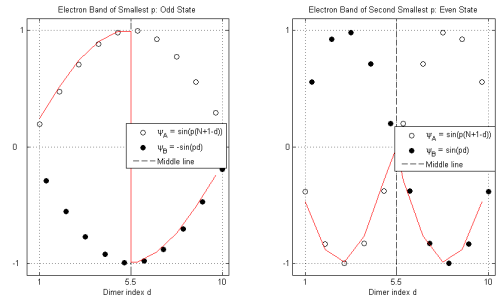 Electron Band of Smallest p: Odd State
1
0
-1
ψA = sin(p(N+1-d))
ψB = -sin(pd)
Middle line
1
5.5
10
Dimer index d
Electron Band of Second Smallest p: Even State
1
0
-1
ψA = sin(p(N+1-d))
ψB = sin(pd)
Middle line
1
5.5
10
Dimer index d